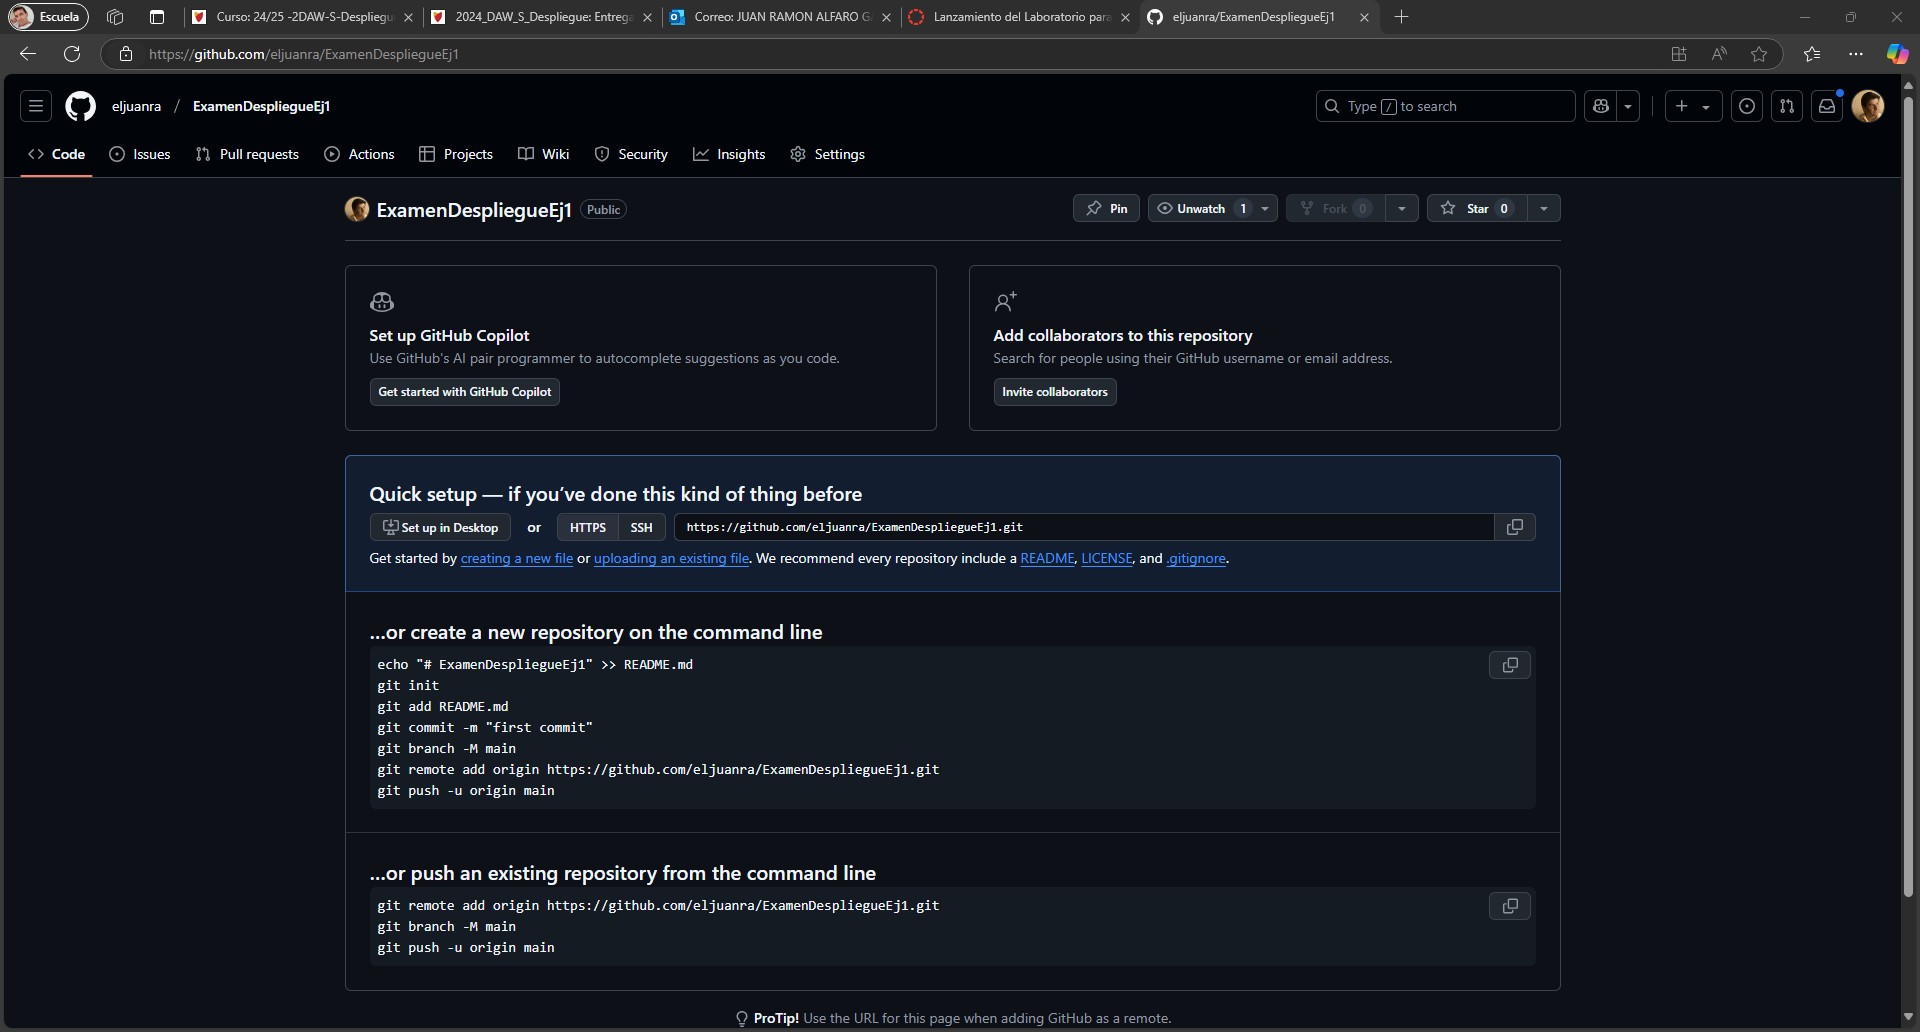 Escuela
Curso: 24/25 -2DAW-S-Despliegu
2024_DAW_S_Despliegue: Entrega
Correo: JUAN RAMON ALFARO G
Lanzamiento del Laboratorio para
eljuanra/ExamenDespliegueEj1
https://github.com/eljuanra/ExamenDespliegueEj1
eljuanra / ExamenDespliegueEj1
Type / to search
Code
Issues
Pull requests
Actions
Projects
Wiki
Security
Insights
Settings
ExamenDespliegueEj1 Public
Pin
Unwatch 1
Fork 0
Star 0
Set up GitHub Copilot
Use GitHub's AI pair programmer to autocomplete suggestions as you code.
Get started with GitHub Copilot
Add collaborators to this repository
Search for people using their GitHub username or email address.
Invite collaborators
Quick setup — if you've done this kind of thing before
Set up in Desktop or HTTPS SSH https://github.com/eljuanra/ExamenDespliegueEj1.git
Get started by creating a new file or uploading an existing file. We recommend every repository include a README, LICENSE, and .gitignore.
...or create a new repository on the command line
echo "# ExamenDespliegueEj1" >> README.md
git init
git add README.md
git commit -m "first commit"
git branch -M main
git remote add origin https://github.com/eljuanra/ExamenDespliegueEj1.git
git push -u origin main
...or push an existing repository from the command line
git remote add origin https://github.com/eljuanra/ExamenDespliegueEj1.git
git branch -M main
git push -u origin main
ProTip! Use the URL for this page when adding GitHub as a remote.